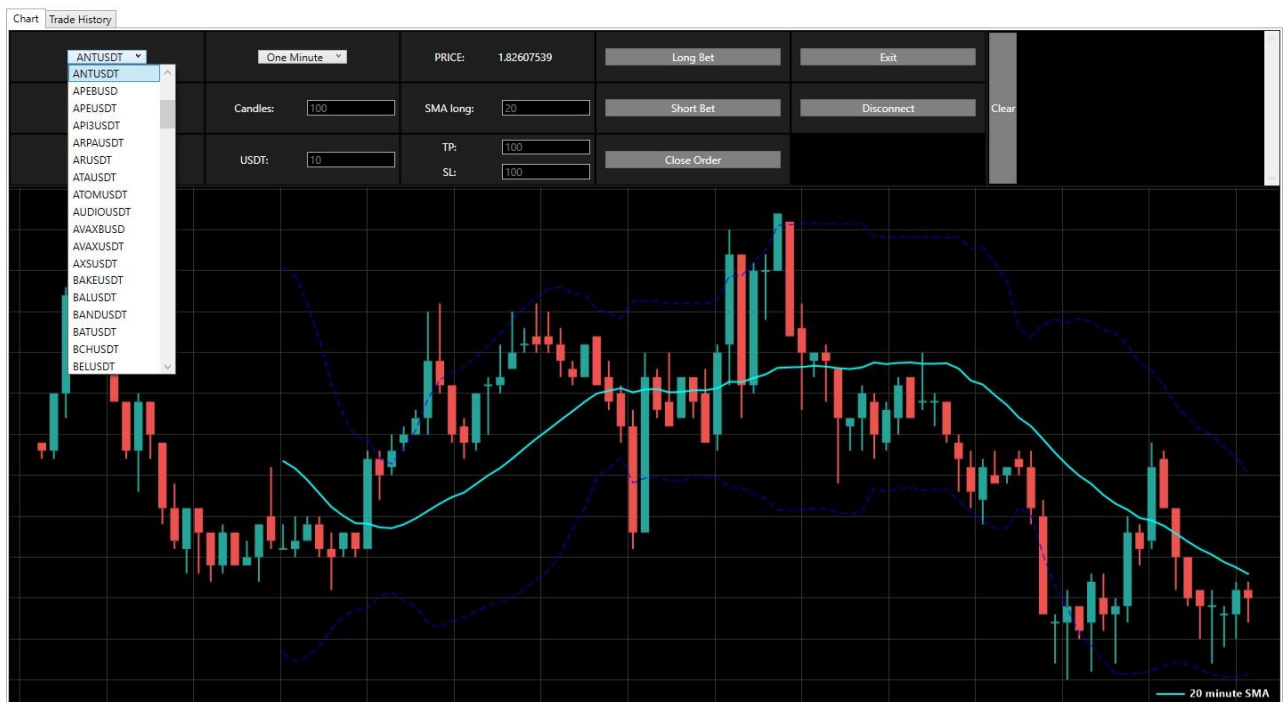 Chart Trade History
ANTUSDT One Minute PRICE: 1.82607539 Long Bet Exit
ANTUSDT
APEBUSD
APEUSDT Candles: 100 SMA long: 20 Short Bet Disconnect Clear
API3USDT
ARPAUSDT
ARUSDT USDT: 10 TP: 100 Close Order
ATAUSDT SL: 100
ATOMUSDT
AUDIOUSDT
AVAXBUSD
AVAXUSDT
AXSUSDT
BAKEUSDT
BALUSDT
BANDUSDT
BATUSDT
BCHUSDT
BELUSDT
20 minute SMA